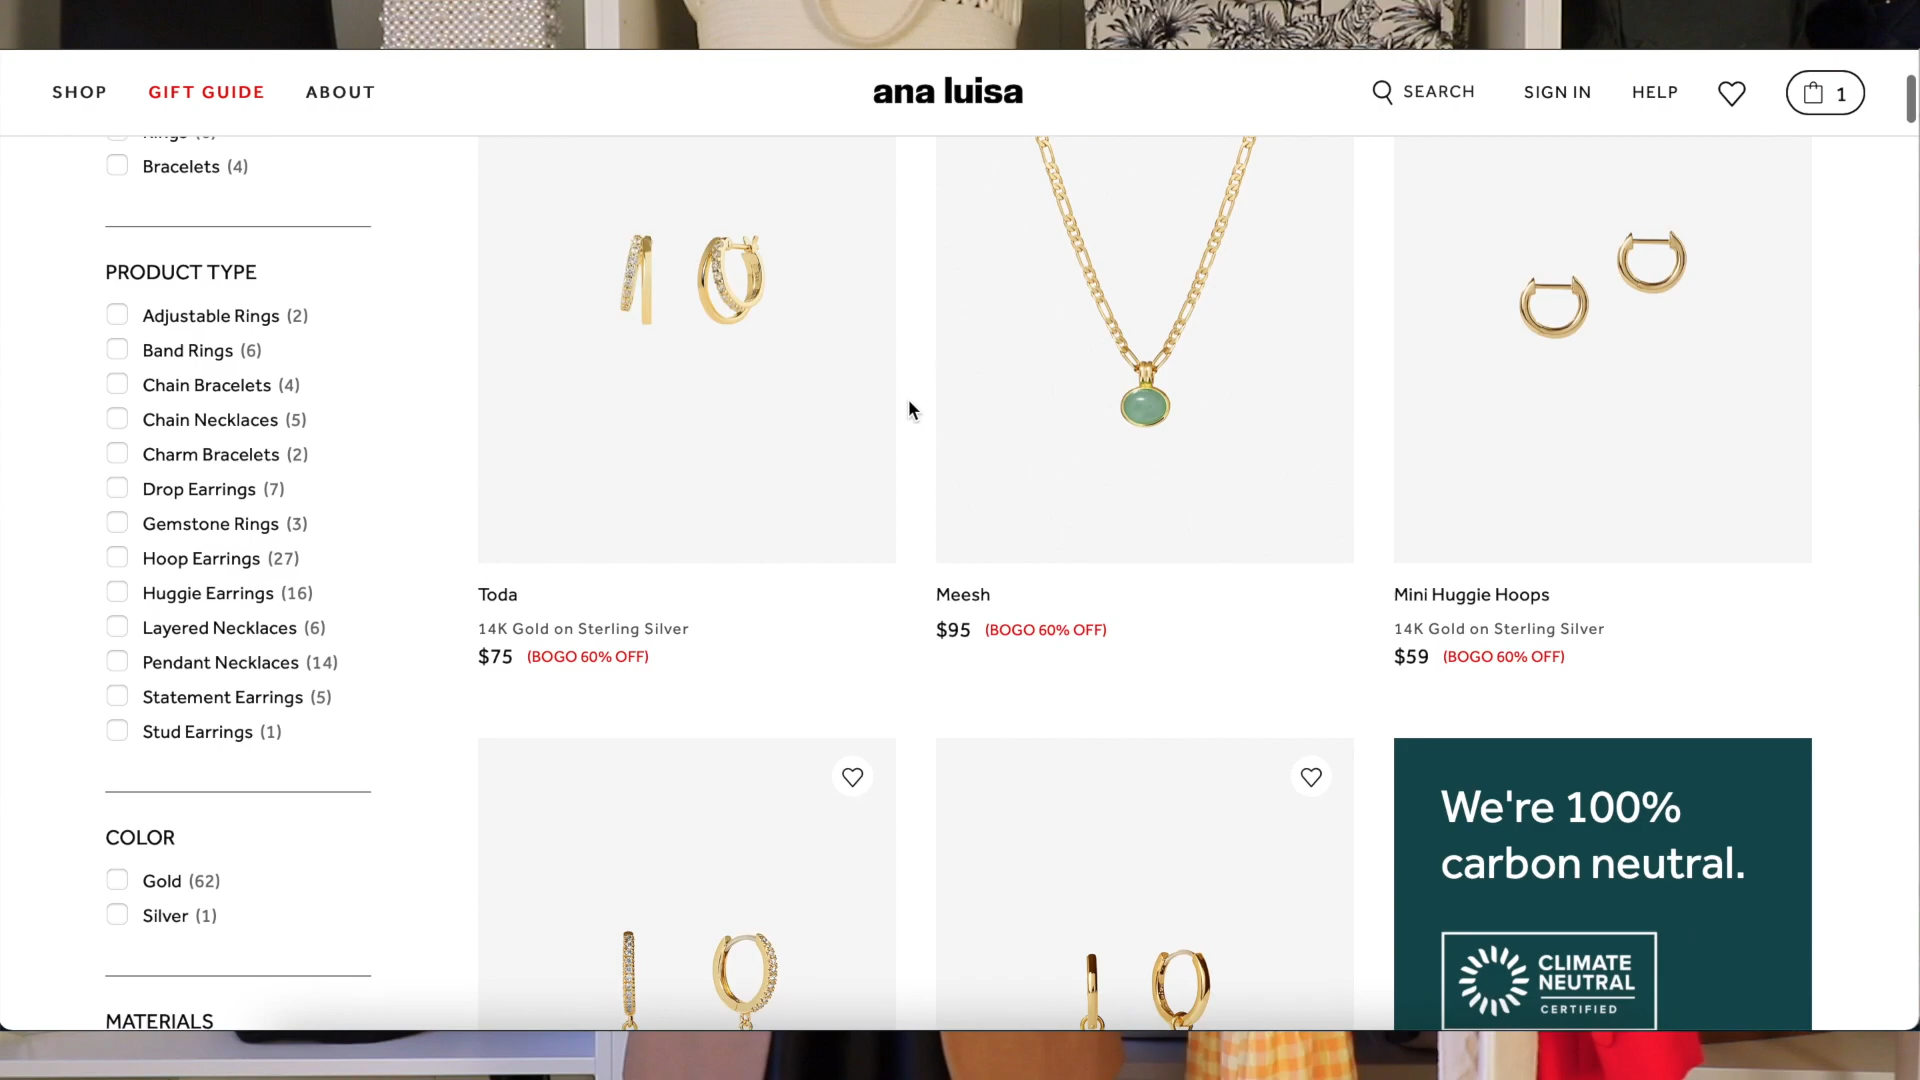 SHOP
GIFT GUIDE
ABOUT
ana luisa
SEARCH
SIGN IN
HELP
1
Bracelets (4)
PRODUCT TYPE
Adjustable Rings (2)
Band Rings (6)
Chain Bracelets (4)
Chain Necklaces (5)
Charm Bracelets (2)
Drop Earrings (7)
Gemstone Rings (3)
Hoop Earrings (27)
Huggie Earrings (16)
Layered Necklaces (6)
Pendant Necklaces (14)
Statement Earrings (5)
Stud Earrings (1)
COLOR
Gold (62)
Silver (1)
MATERIALS
Toda
14K Gold on Sterling Silver
$75 (BOGO 60% OFF)
Meesh
$95 (BOGO 60% OFF)
Mini Huggie Hoops
14K Gold on Sterling Silver
$59 (BOGO 60% OFF)
We're 100%
carbon neutral.
CLIMATE
NEUTRAL
CERTIFIED